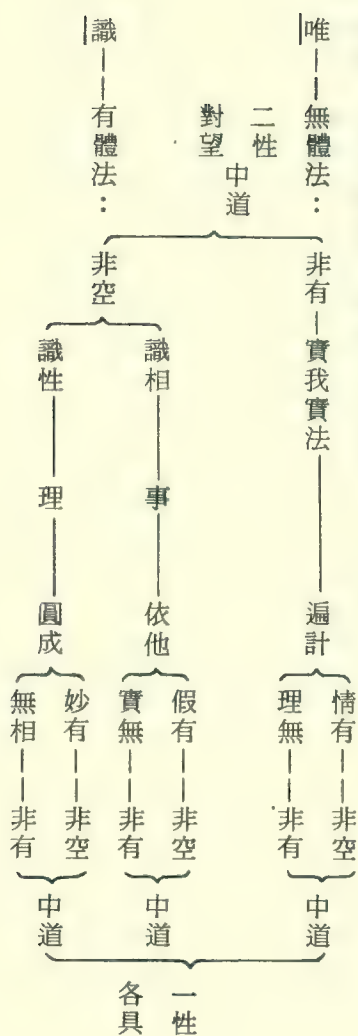 唯——無體法：非有—實我實法——遍計
情有——非空
理無——非有
中道
二性
對望
中道
識——有體法：非空
識相——事——依他
假有——非空
實無——非有
中道
識性——理——圓成
妙有——非空
無相——非有
中道
一性
各具